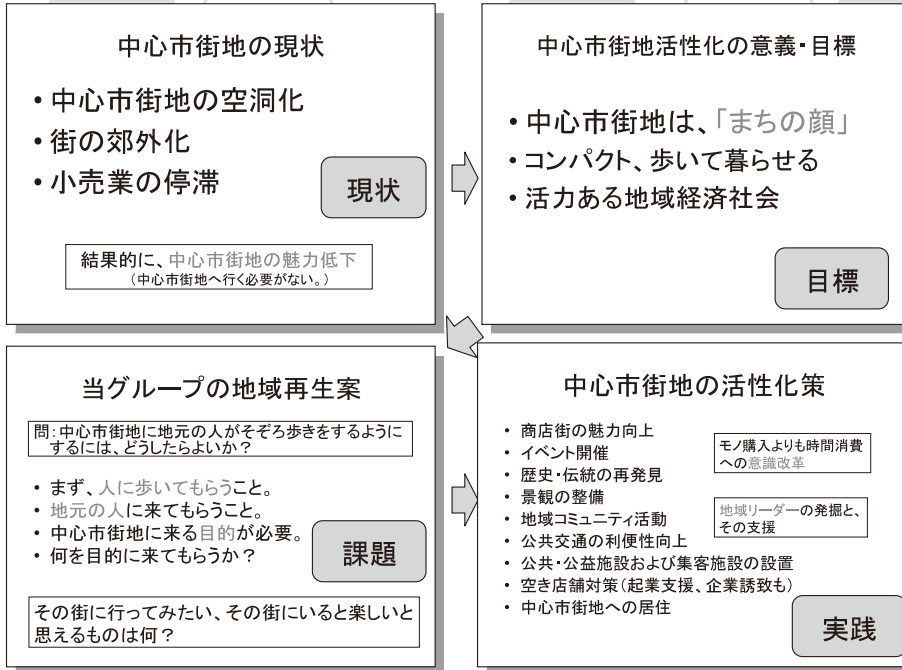 中心市街地の現状
・中心市街地の空洞化
・街の郊外化
・小売業の停滞
現状
結果的に、中心市街地の魅力低下
(中心市街地へ行く必要がない。)
中心市街地活性化の意義・目標
・中心市街地は、「まちの顔」
・コンパクト、歩いて暮らせる
・活力ある地域経済社会
目標
当グループの地域再生案
問:中心市街地に地元の人がそぞろ歩きをするように
するには、どうしたらよいか?
・まず、人に歩いてもらうこと。
・地元の人に来てもらうこと。
・中心市街地に来る目的が必要。
・何を目的に来てもらうか?
課題
その街に行ってみたい、その街にいると楽しいと
思えるものは何?
中心市街地の活性化策
・商店街の魅力向上
・イベント開催
・歴史・伝統の再発見
・景観の整備
・地域コミュニティ活動
・公共交通の利便性向上
・公共・公益施設および集客施設の設置
・空き店舗対策(起業支援、企業誘致も)
・中心市街地への居住
モノ購入よりも時間消費
への意識改革
地域リーダーの発掘と、
その支援
実践